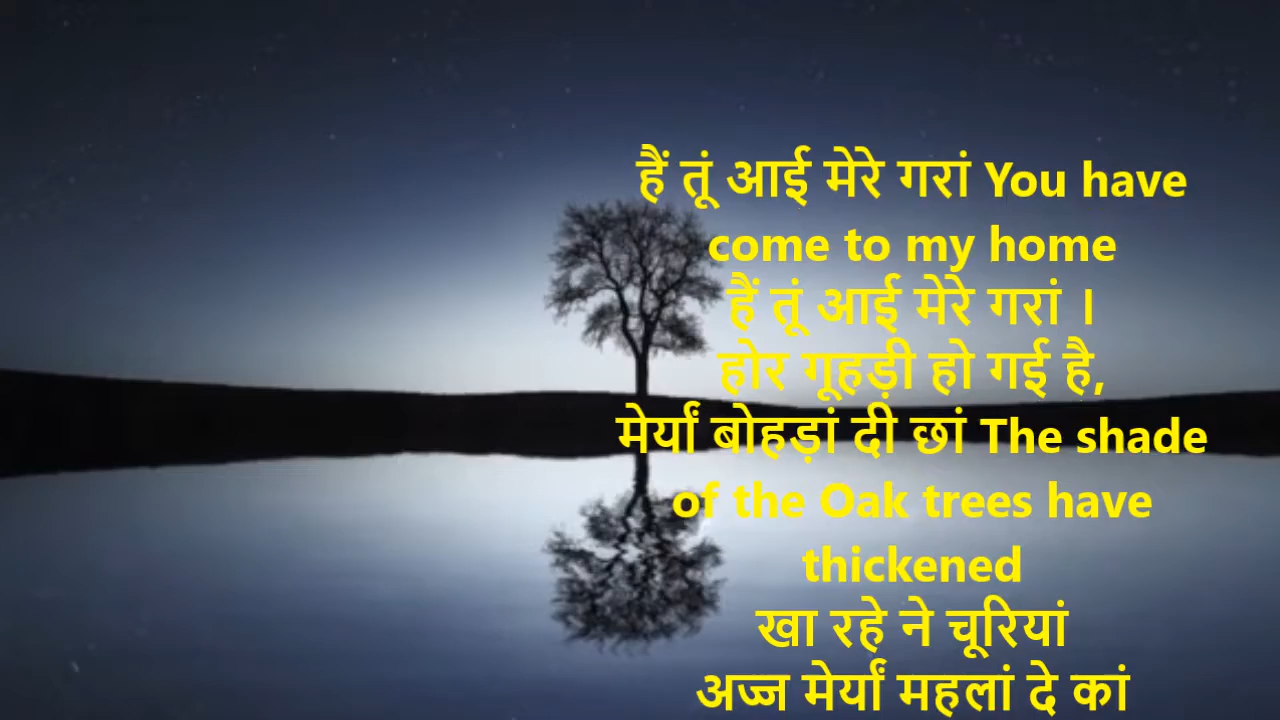 हैं तूं आई मेरे गरां You have
come to my home
हैं तूं आई मेरे गरां ।
होर गूहड़ी हो गई है,
मेर्यां बोहड़ां दी छां The shade
of the Oak trees have
thickened
खा रहे ने चूरियां
अज्ज मेर्यां महलां दे कां